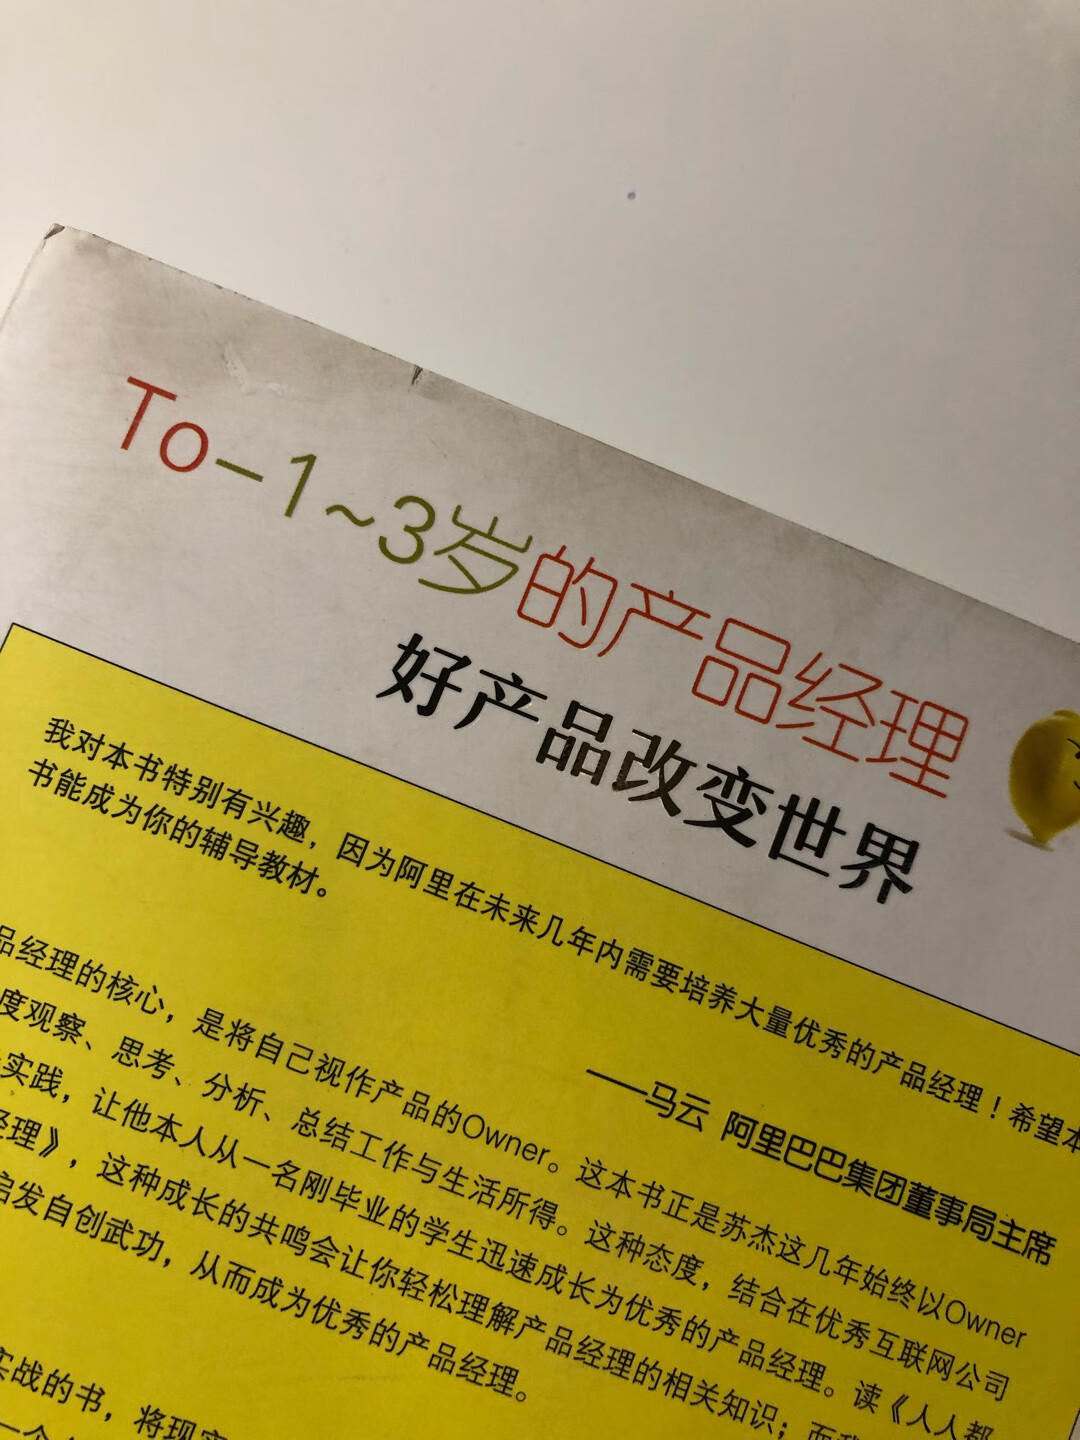 To-1~3岁的产品经理
好产品改变世界
我对本书特别有兴趣，因为阿里在未来几年内需要培养大量优秀的产品经理！希望本
书能成为你的辅导教材。
——马云 阿里巴巴集团董事局主席
品经理的核心，是将自己视作产品的Owner。这本书正是苏杰这几年始终以Owner
度观察、思考、分析、总结工作与生活所得。这种态度，结合在优秀互联网公司
实践，让他本人从一名刚毕业的学生迅速成长为优秀的产品经理。读《人人都
经理》，这种成长的共鸣会让你轻松理解产品经理的相关知识；而我
启发自创武功，从而成为优秀的产品经理。
实战的书，将现实
一个